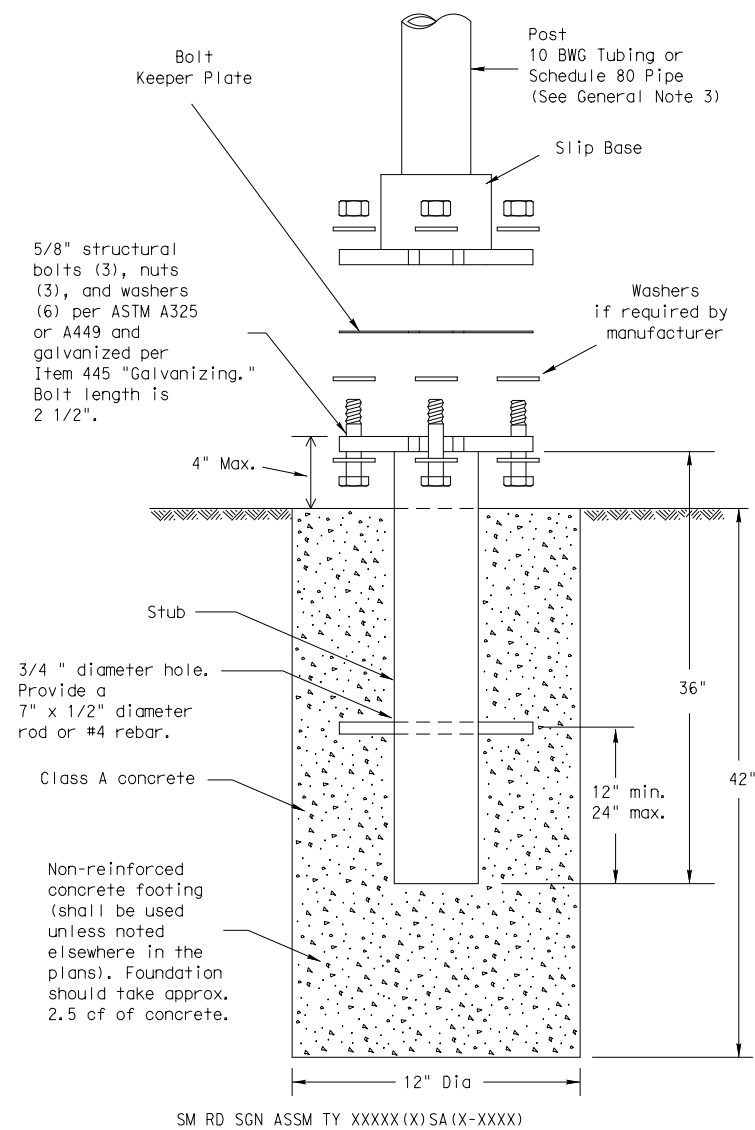 Bolt
Keeper Plate
Post
10 BWG Tubing or
Schedule 80 Pipe
(See General Note 3)
Slip Base
5/8" structural
bolts (3), nuts
(3), and washers
(6) per ASTM A325
or A449 and
galvanized per
Item 445 "Galvanizing."
Bolt length is
2 1/2".
Washers
if required by
manufacturer
4" Max.
Stub
3/4 " diameter hole.
Provide a
7" x 1/2" diameter
rod or #4 rebar.
36"
Class A concrete
12" min.
24" max.
42"
Non-reinforced
concrete footing
(shall be used
unless noted
elsewhere in the
plans). Foundation
should take approx.
2.5 cf of concrete.
12" Dia
SM RD SGN ASSM TY XXXXX(X)SA(X-XXXX)